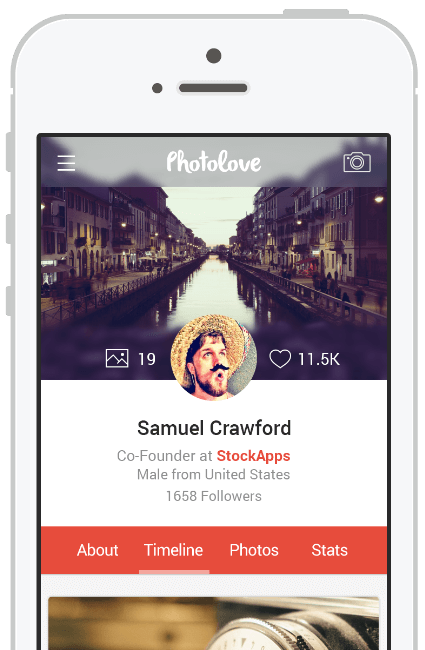 Photolove
19
11.5K
Samuel Crawford
Co-Founder at StockApps
Male from United States
1658 Followers
About Timeline Photos Stats